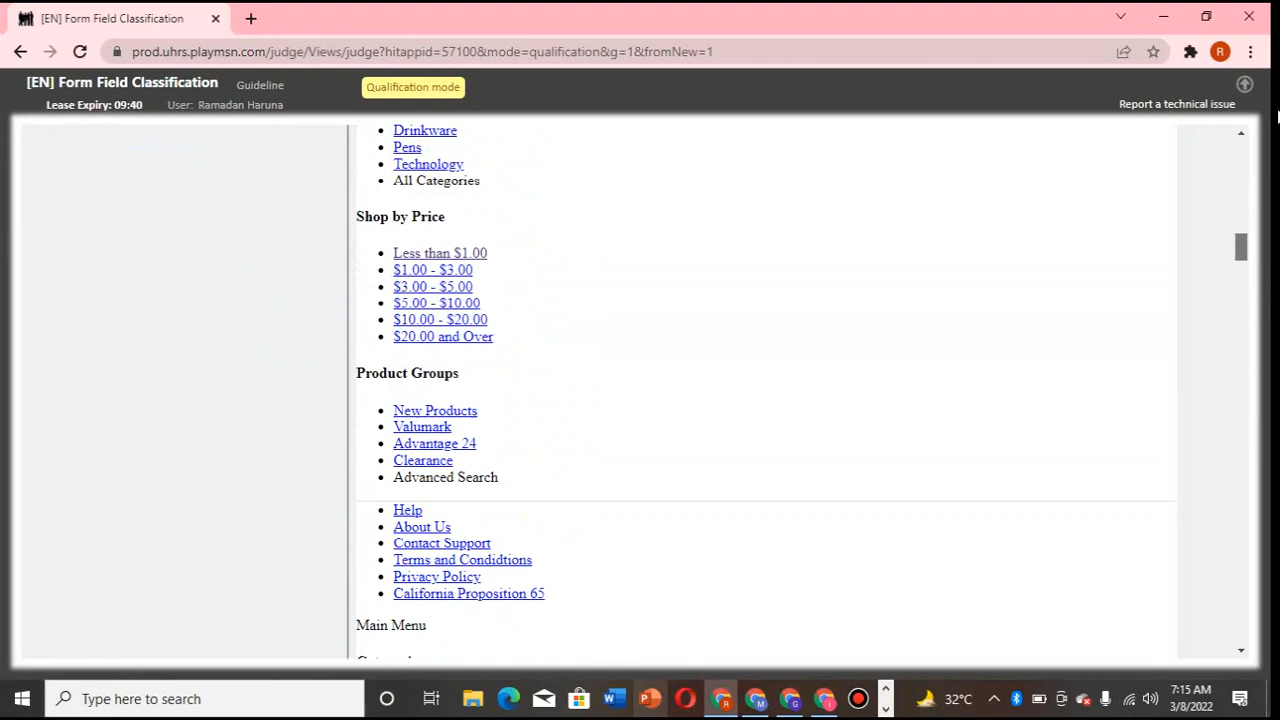 [EN] Form Field Classification
prod.uhrs.playmsn.com/judge/Views/judge?hitappid=57100&mode=qualification&g=1&fromNew=1
R
[EN] Form Field Classification Guideline
Qualification mode
Lease Expiry: 09:40 User: Ramadan Haruna
Report a technical issue
Drinkware
Pens
Technology
All Categories
Shop by Price
Less than $1.00
$1.00 - $3.00
$3.00 - $5.00
$5.00 - $10.00
$10.00 - $20.00
$20.00 and Over
Product Groups
New Products
Valumark
Advantage 24
Clearance
Advanced Search
Help
About Us
Contact Support
Terms and Condidtions
Privacy Policy
California Proposition 65
Main Menu
Type here to search
32°C
7:15 AM
3/8/2022